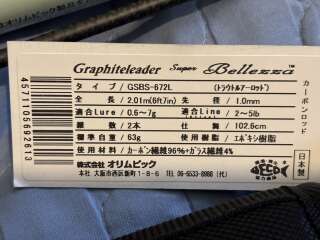 Graphiteleader Super Bellezza™
タイプ GSBS-672L (トラウトルアーロッド)
全長 2.01m(6ft7in) 先径 1.0mm
適合Lure 0.6~7g 適合Line 2~5lb
継数 2本 仕舞 102.6cm
標準自重 63g 使用樹脂 エポキシ樹脂
使用材料 カーボン繊維96%+ガラス繊維4%
株式会社 オリムピック
本社 大阪市西区新町1-8-6 TEL 06-6533-8988(代)
カーボンロッド
日本製
4571105692613